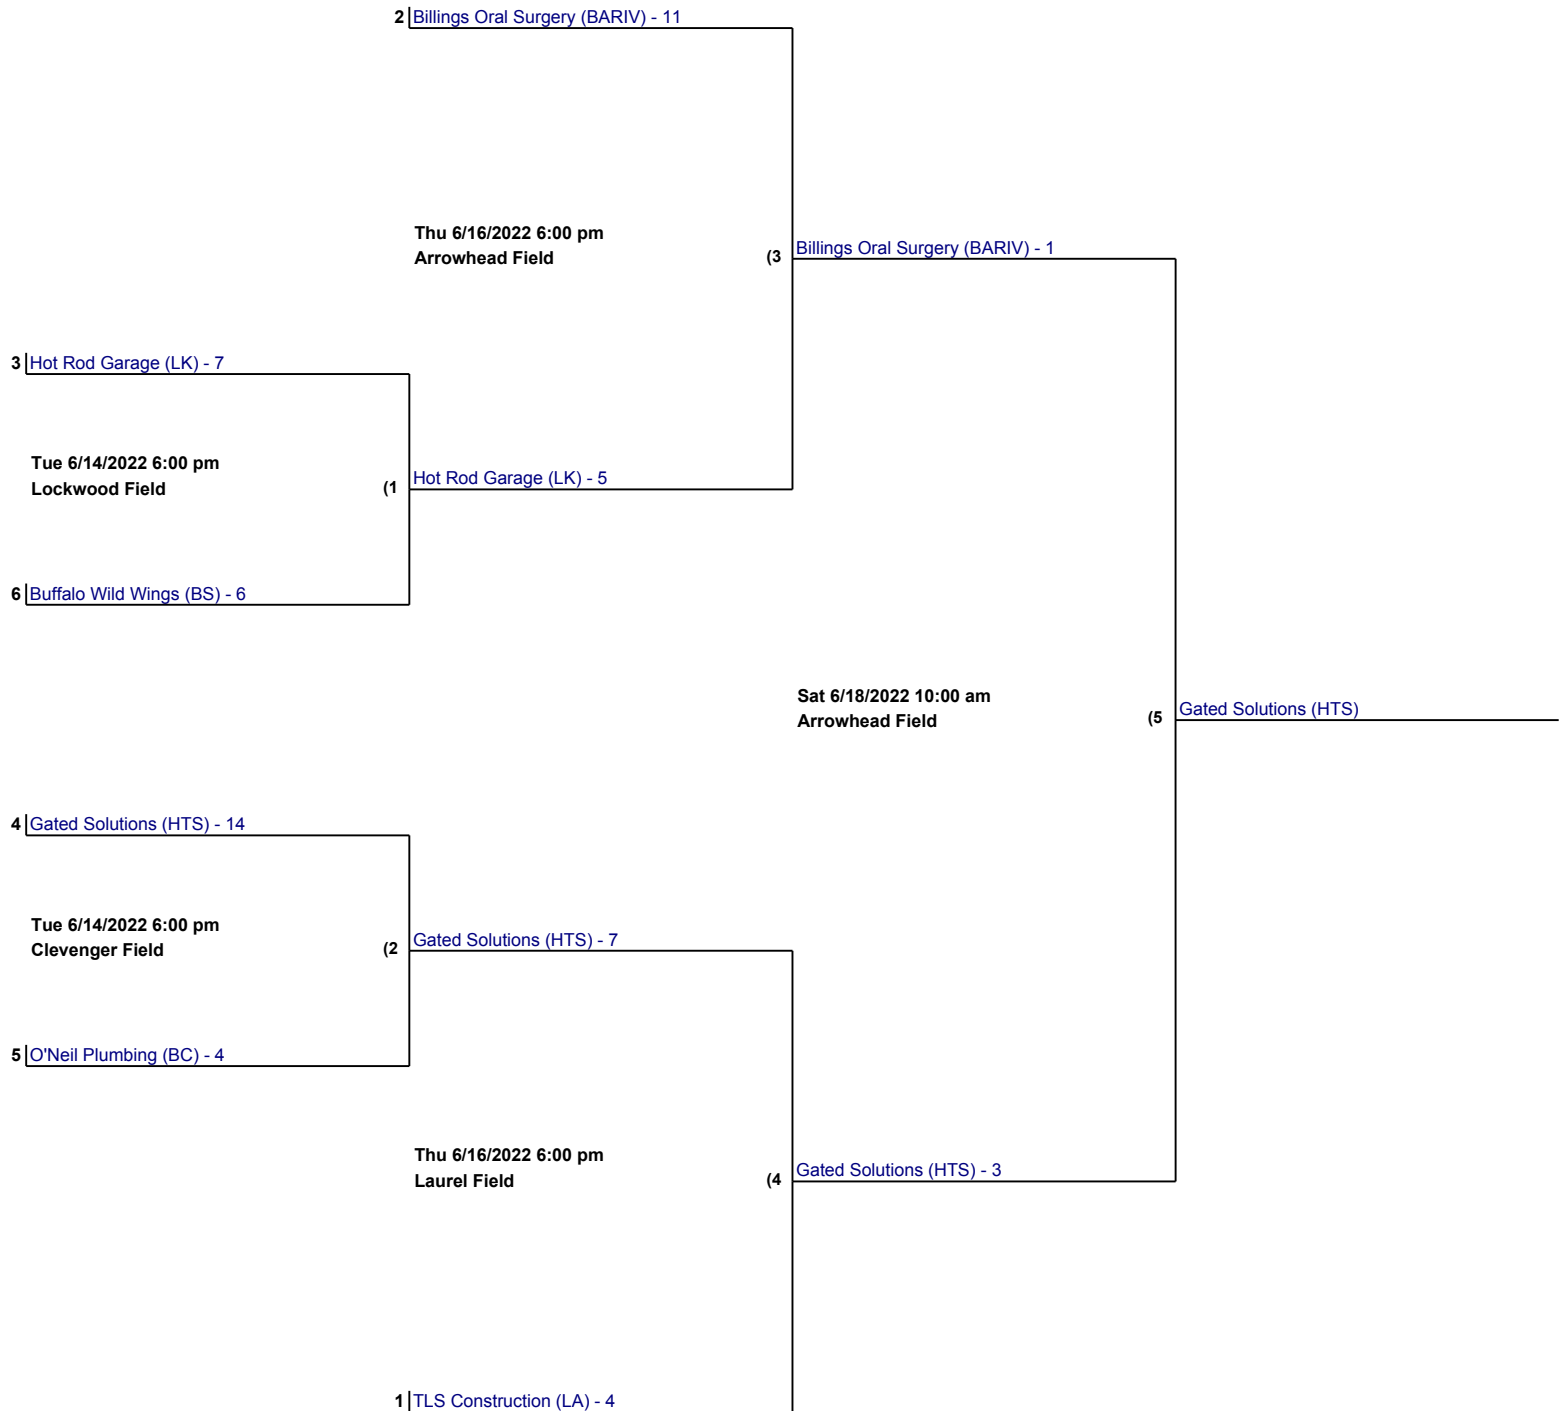 2 Billings Oral Surgery (BARIV) - 11
Thu 6/16/2022 6:00 pm
Arrowhead Field
(3
Billings Oral Surgery (BARIV) - 1
3 Hot Rod Garage (LK) - 7
Tue 6/14/2022 6:00 pm
Lockwood Field
(1
Hot Rod Garage (LK) - 5
6 Buffalo Wild Wings (BS) - 6
Sat 6/18/2022 10:00 am
Arrowhead Field
(5
Gated Solutions (HTS)
4 Gated Solutions (HTS) - 14
Tue 6/14/2022 6:00 pm
Clevenger Field
(2
Gated Solutions (HTS) - 7
5 O'Neil Plumbing (BC) - 4
Thu 6/16/2022 6:00 pm
Laurel Field
(4
Gated Solutions (HTS) - 3
1 TLS Construction (LA) - 4